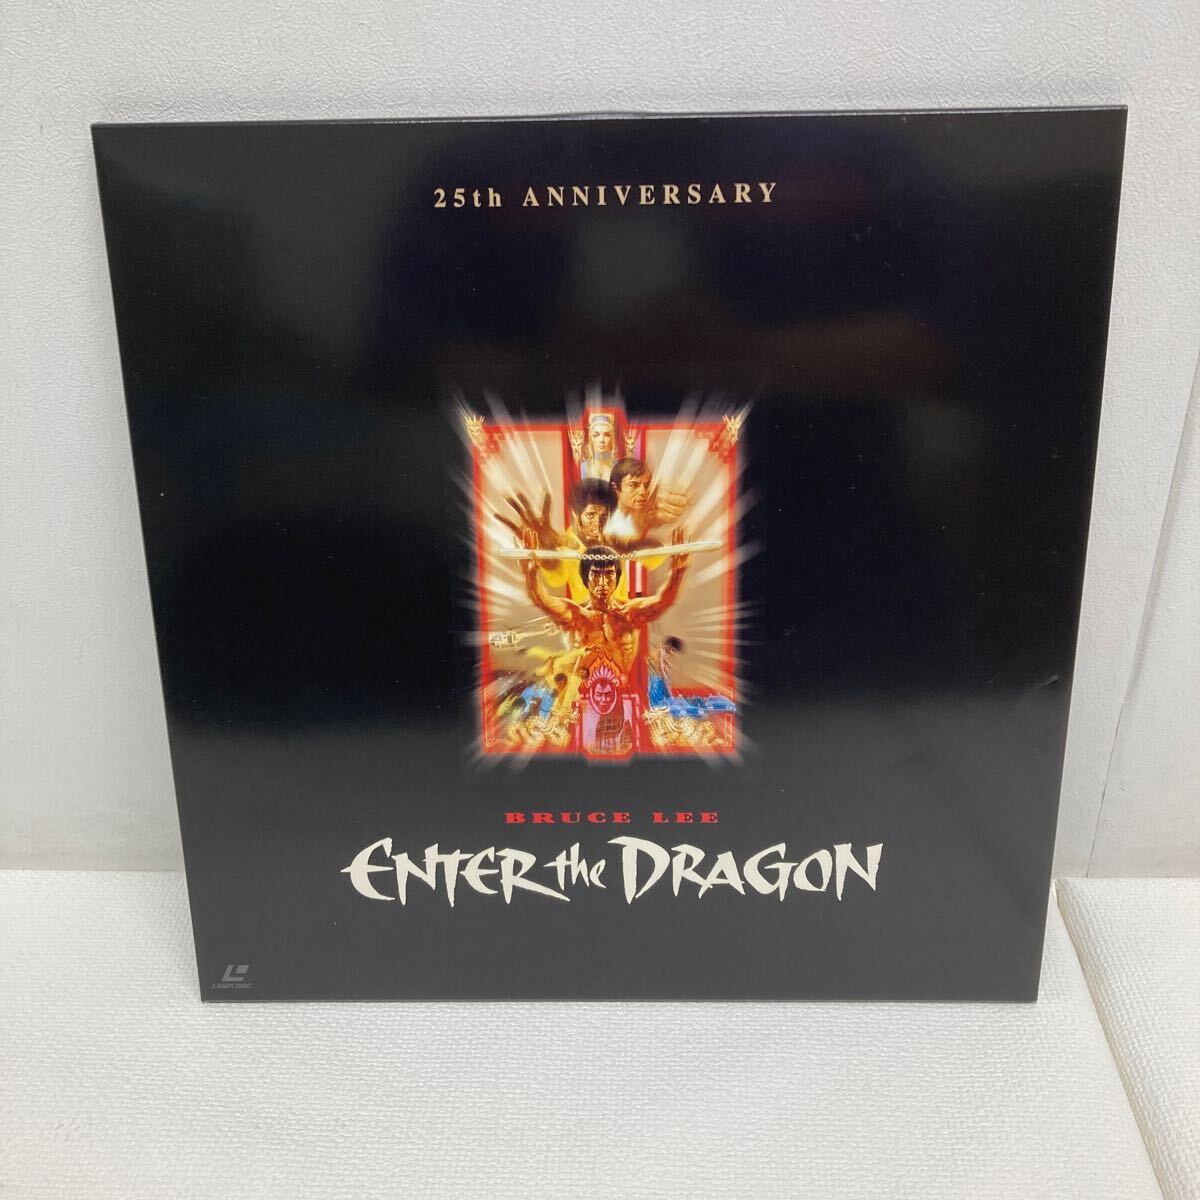 25th ANNIVERSARY
BRUCE LEE
ENTER the DRAGON
LASER DISC